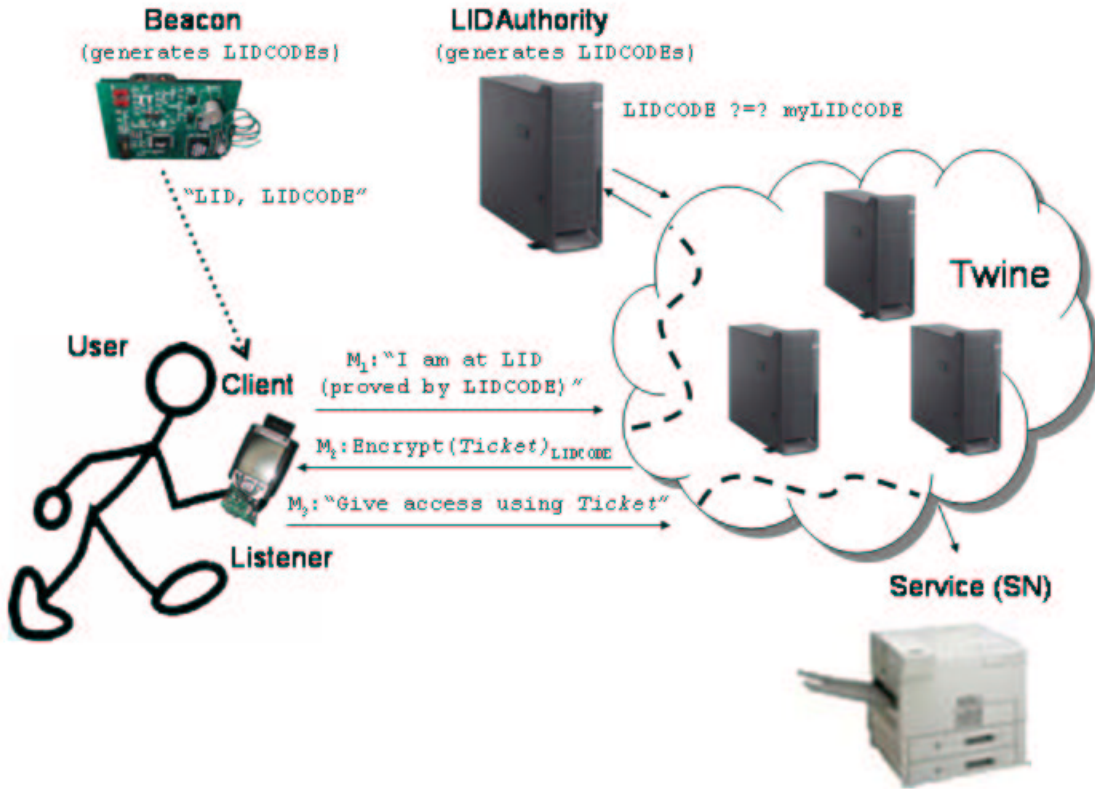 Beacon
(generates LIDCODEs)
LIDAuthority
(generates LIDCODEs)
LIDCODE ?=? myLIDCODE
"LID, LIDCODE"
Twine
User
Client
M1:"I am at LID
(proved by LIDCODE)"
M2:Encrypt(Ticket)LIDCODE
M3:"Give access using Ticket"
Listener
Service (SN)